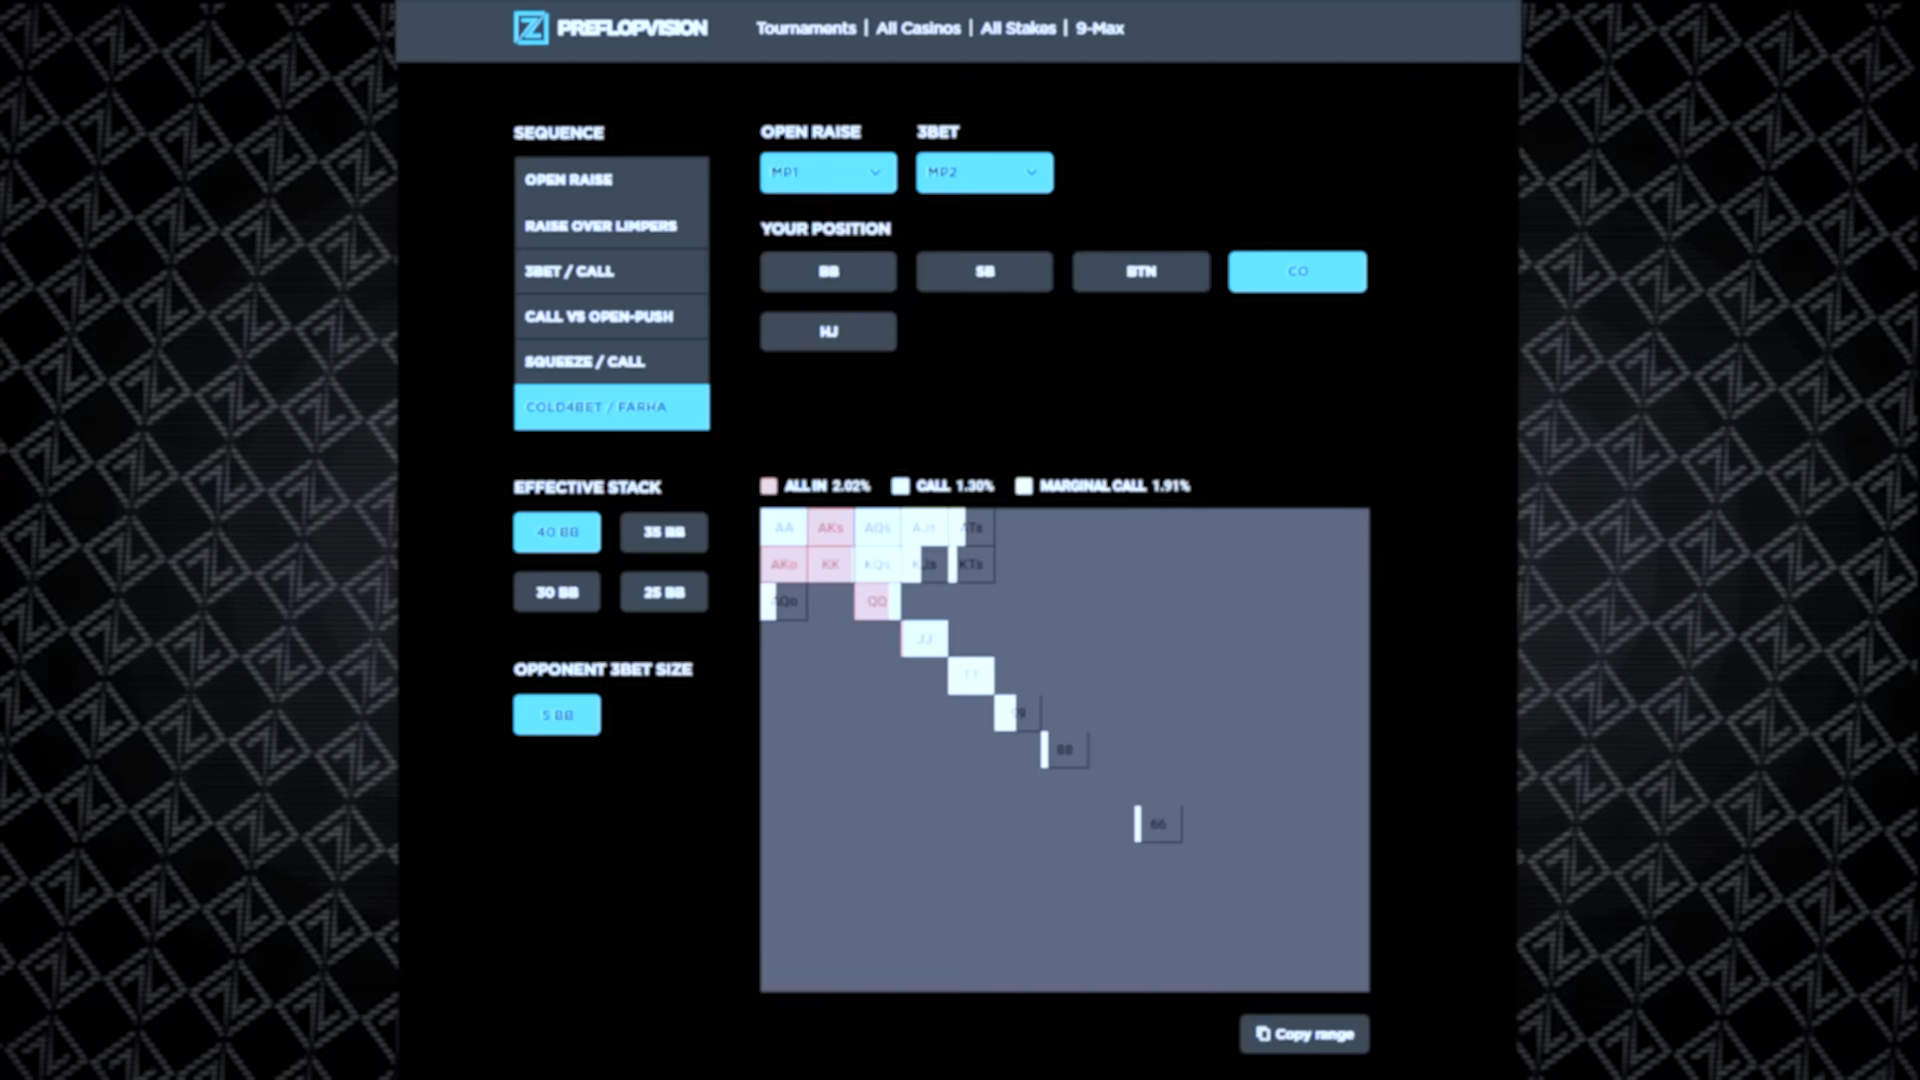 PREFLOPVISION
Tournaments | All Casinos | All Stakes | 9-Max
SEQUENCE
OPEN RAISE
RAISE OVER LIMPERS
3BET / CALL
CALL VS OPEN-PUSH
SQUEEZE / CALL
COLD4BET / FARHA
OPEN RAISE 3BET
MP1 MP2
YOUR POSITION
BB SB BTN CO
HJ
EFFECTIVE STACK
40 BB 35 BB
30 BB 25 BB
OPPONENT 3BET SIZE
5 BB
ALL IN 2.02% CALL 1.30% MARGINAL CALL 1.91%
AA AKs AQs AJs ATs
AKo KK KQs KJs KTs
AQo QQ
JJ
TT
99
88
66
Copy range